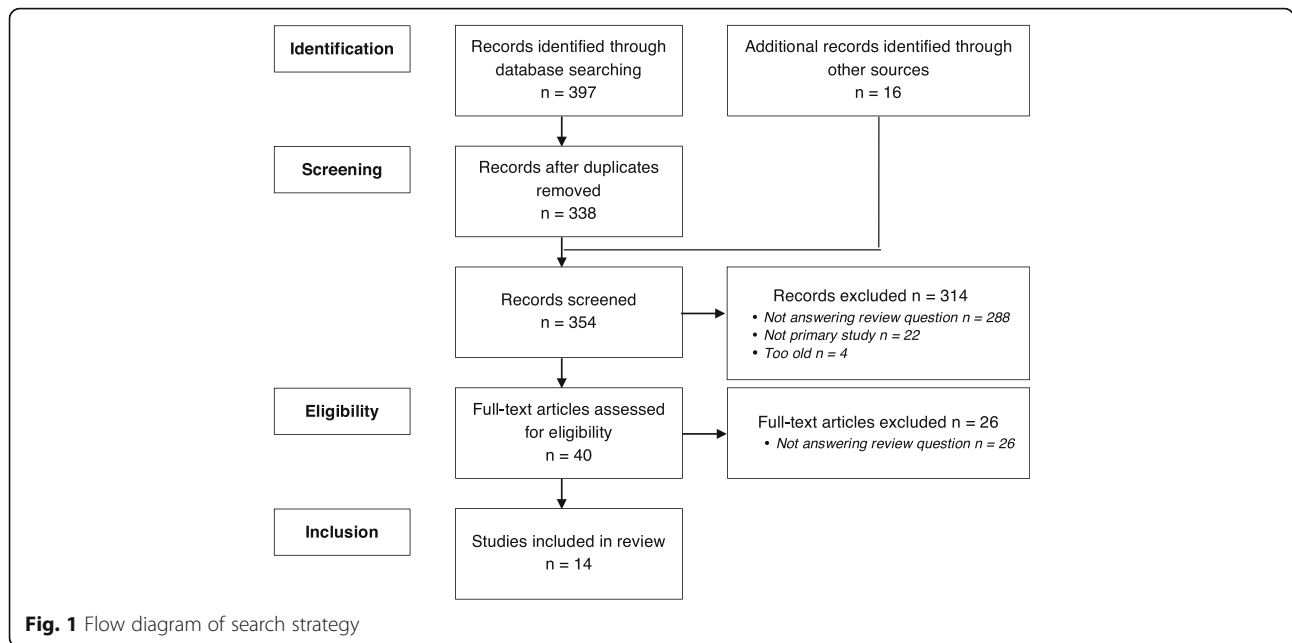 Identification
Records identified through
database searching
n = 397
Additional records identified through
other sources
n = 16
Screening
Records after duplicates
removed
n = 338
Records screened
n = 354
Records excluded n = 314
• Not answering review question n = 288
• Not primary study n = 22
• Too old n = 4
Eligibility
Full-text articles assessed
for eligibility
n = 40
Full-text articles excluded n = 26
• Not answering review question n = 26
Inclusion
Studies included in review
n = 14
Fig. 1 Flow diagram of search strategy